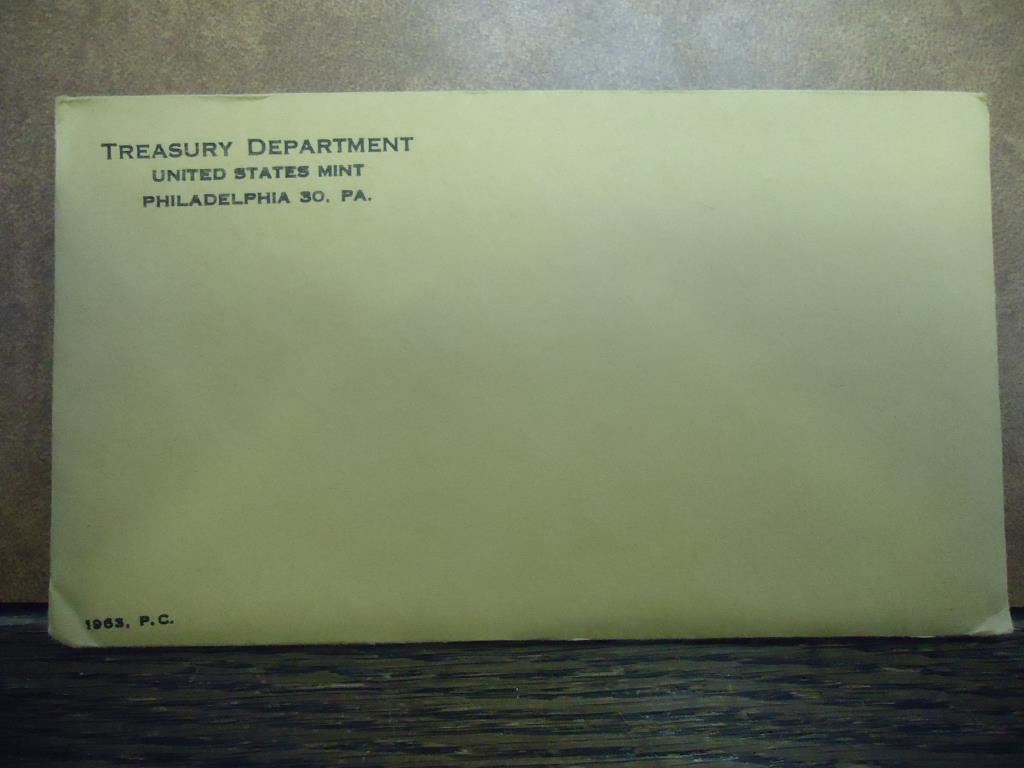 TREASURY DEPARTMENT
UNITED STATES MINT
PHILADELPHIA 30, PA.
1963, P.C.